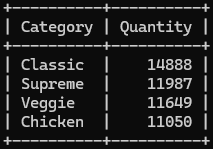 +----------+----------+
| Category | Quantity |
+----------+----------+
| Classic  |    14888 |
| Supreme  |    11987 |
| Veggie   |    11649 |
| Chicken  |    11050 |
+----------+----------+